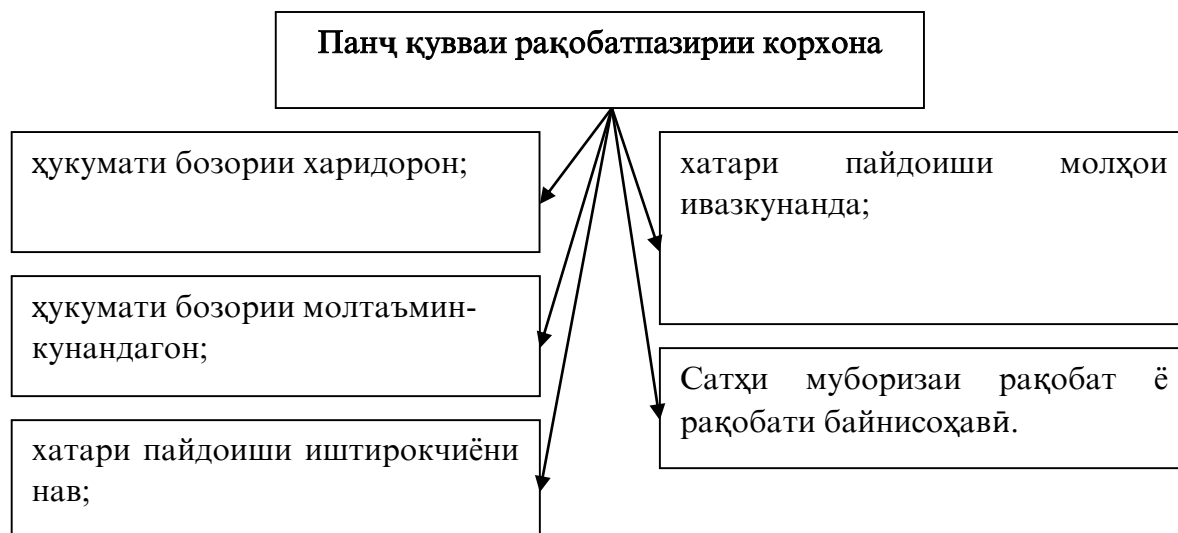 Панҷ қувваи рақобатпазирии корхона
ҳукумати бозории харидорон;
ҳукумати бозории молтаъмин-
кунандагон;
хатари пайдоиши иштирокчиёни
нав;
хатари пайдоиши молҳои
ивазкунанда;
Сатҳи муборизаи рақобат ё
рақобати байнисоҳавӣ.